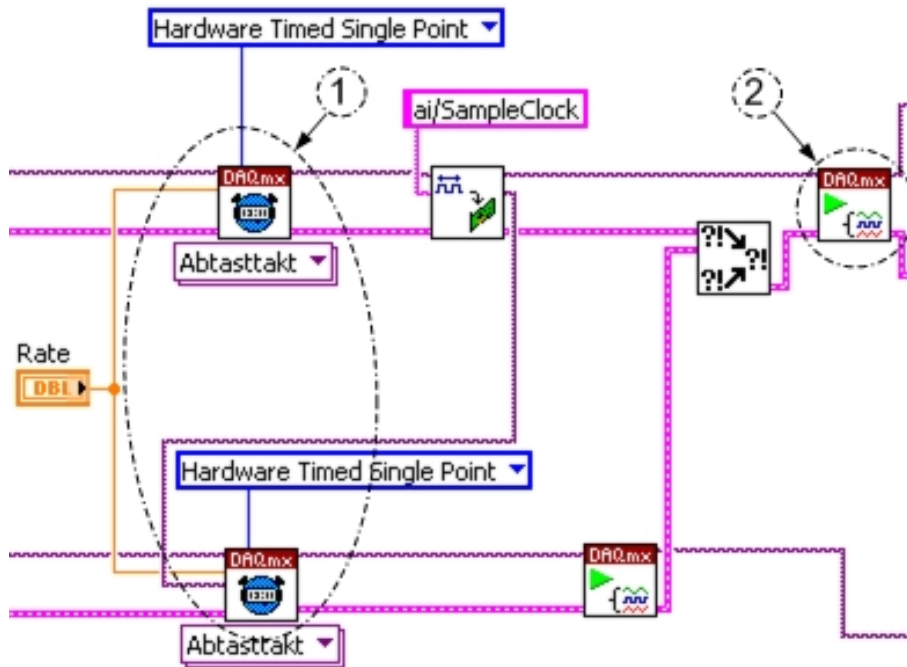 Hardware Timed Single Point
1
ai/SampleClock
2
DAQmx
DAQmx
?!
?!
?!
Abtasttakt
Rate
DBL
Hardware Timed Single Point
DAQmx
DAQmx
Abtasttakt